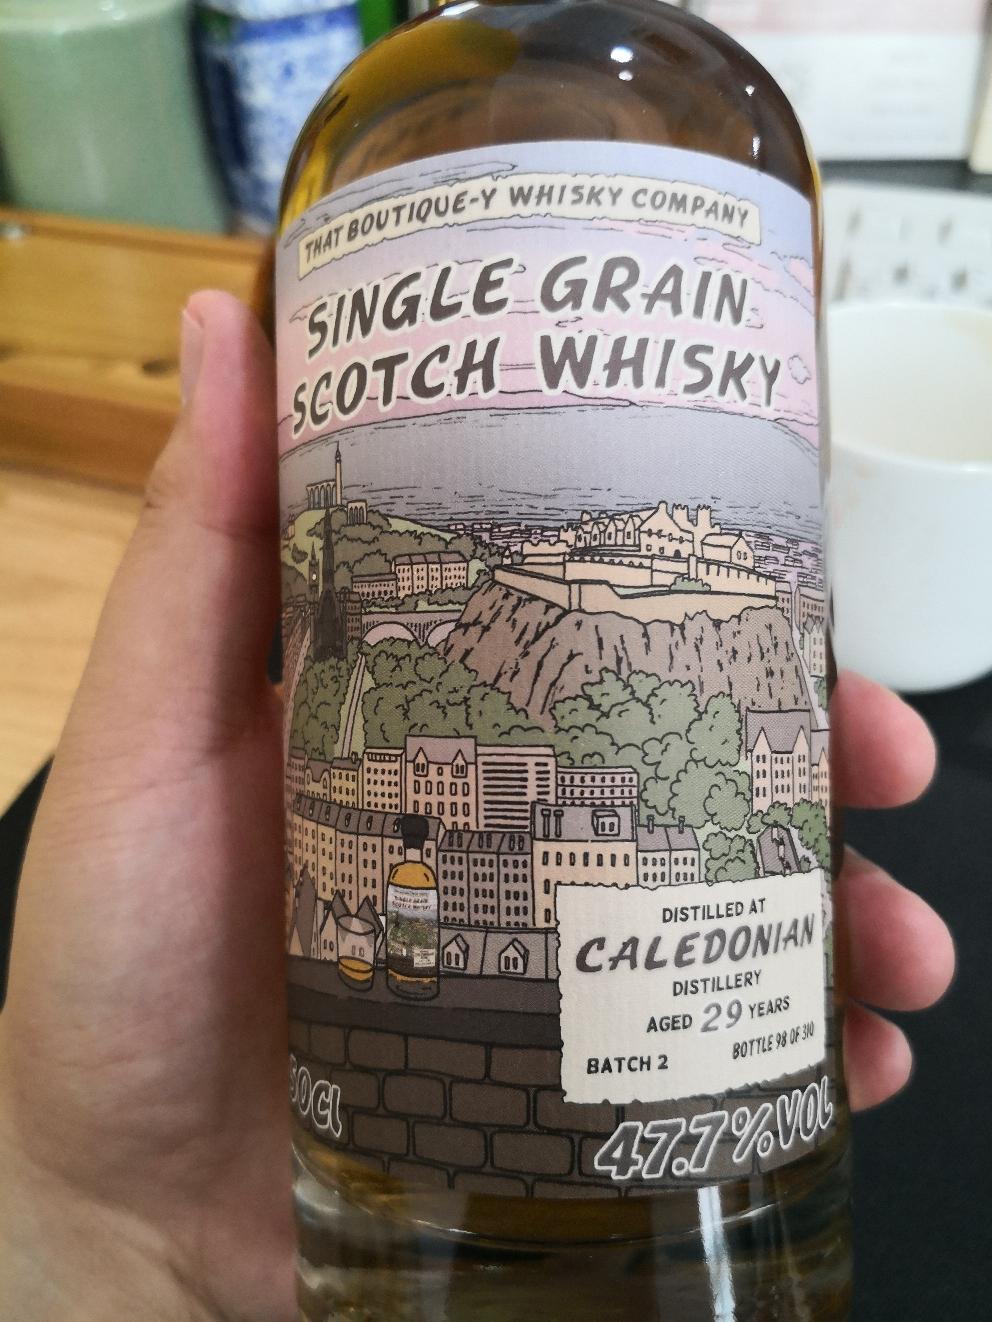 THAT BOUTIQUE-Y WHISKY COMPANY
SINGLE GRAIN
SCOTCH WHISKY
DISTILLED AT
CALEDONIAN
DISTILLERY
AGED 29 YEARS
BATCH 2
BOTTLE 98 OF 310
50Cl
47.7%VOL